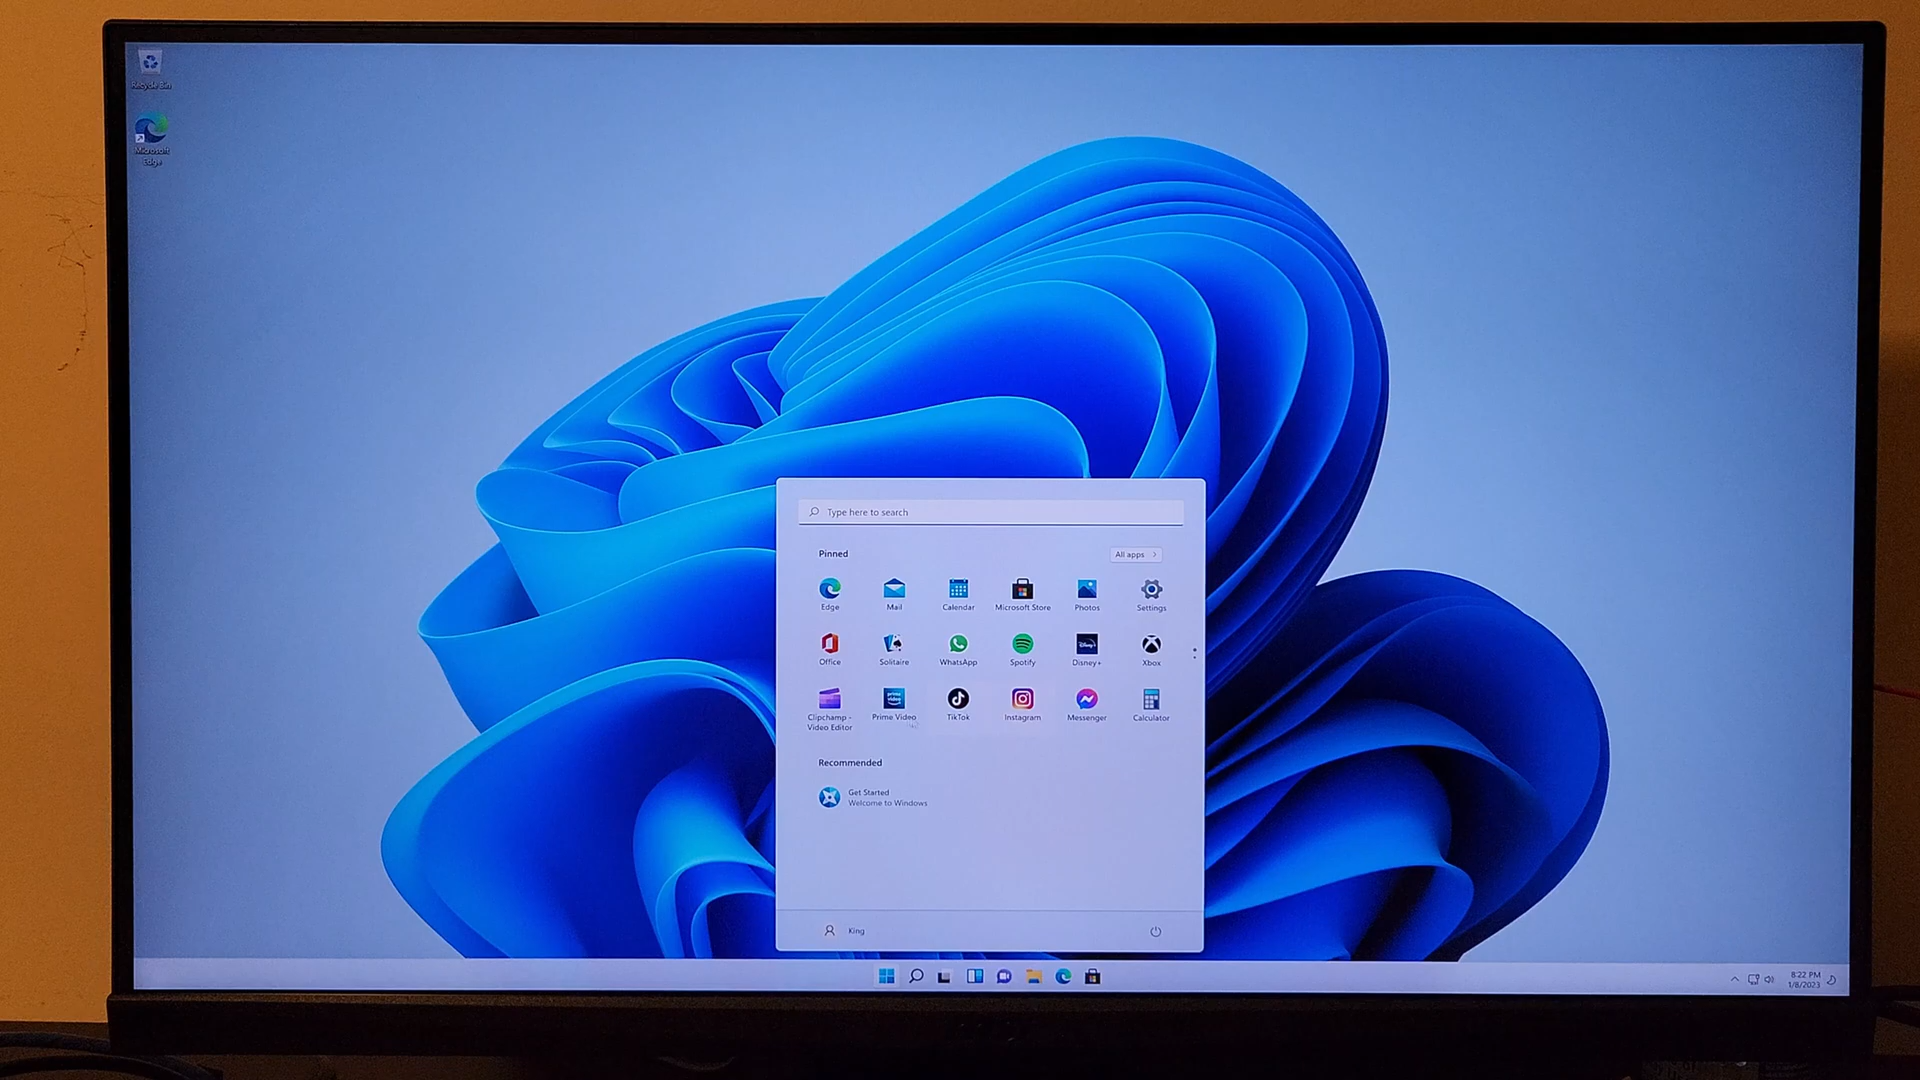 Recycle Bin
Microsoft
Edge
Type here to search
Pinned
All apps
Edge
Mail
Calendar
Microsoft Store
Photos
Settings
Office
Solitaire
WhatsApp
Spotify
Disney+
Xbox
Clipchamp -
Video Editor
prime video
Prime Video
TikTok
Instagram
Messenger
Calculator
Recommended
Get Started
Welcome to Windows
King
8:22 PM
1/8/2023